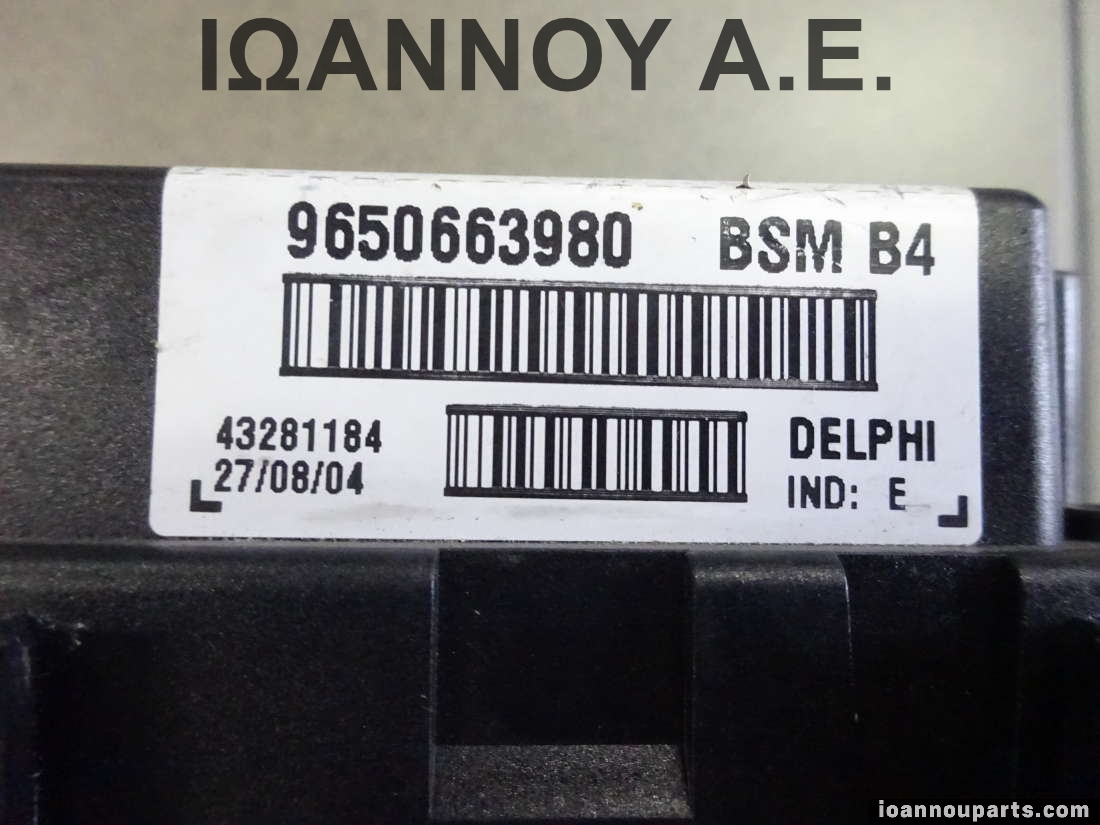 ΙΩΑΝΝΟΥ Α.Ε.
9650663980 BSM B4
43281184 DELPHI
27/08/04 IND: E
ioannouparts.com